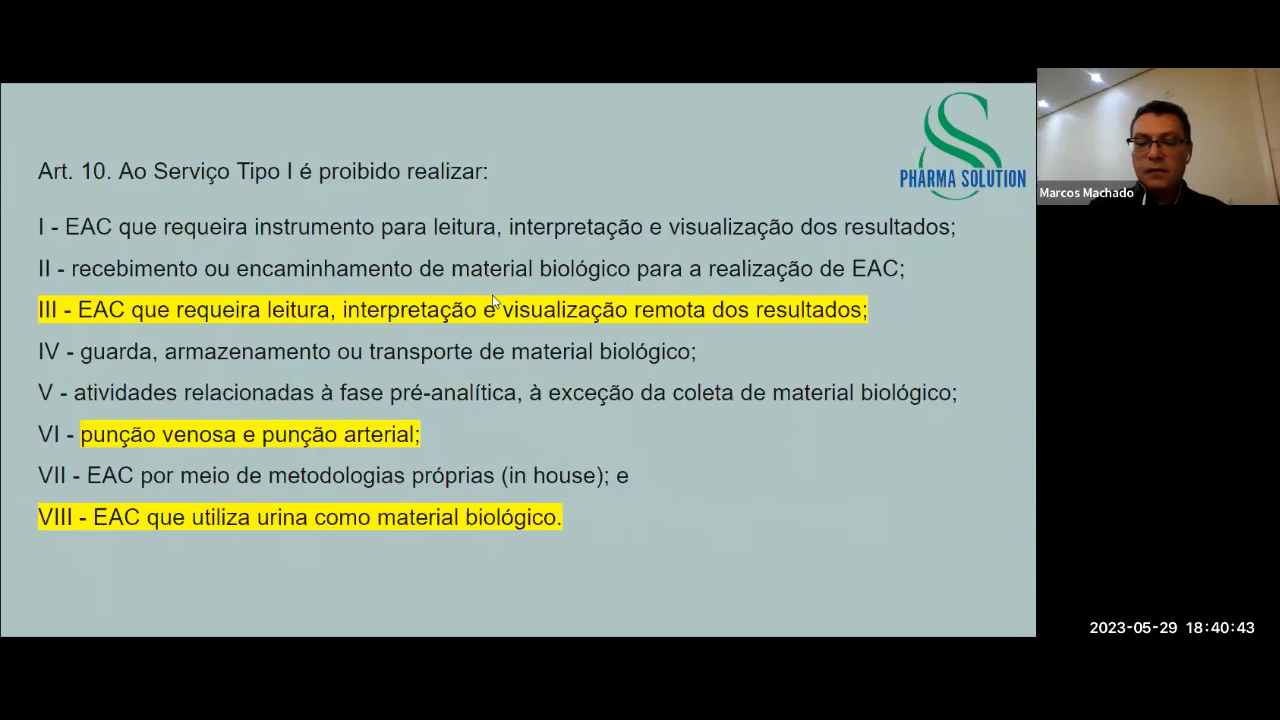 Art. 10. Ao Serviço Tipo I é proibido realizar:
I - EAC que requeira instrumento para leitura, interpretação e visualização dos resultados;
II - recebimento ou encaminhamento de material biológico para a realização de EAC;
III - EAC que requeira leitura, interpretação e visualização remota dos resultados;
IV - guarda, armazenamento ou transporte de material biológico;
V - atividades relacionadas à fase pré-analítica, à exceção da coleta de material biológico;
VI - punção venosa e punção arterial;
VII - EAC por meio de metodologias próprias (in house); e
VIII - EAC que utiliza urina como material biológico.
S
PHARMA SOLUTION
Marcos Machado
2023-05-29 18:40:43